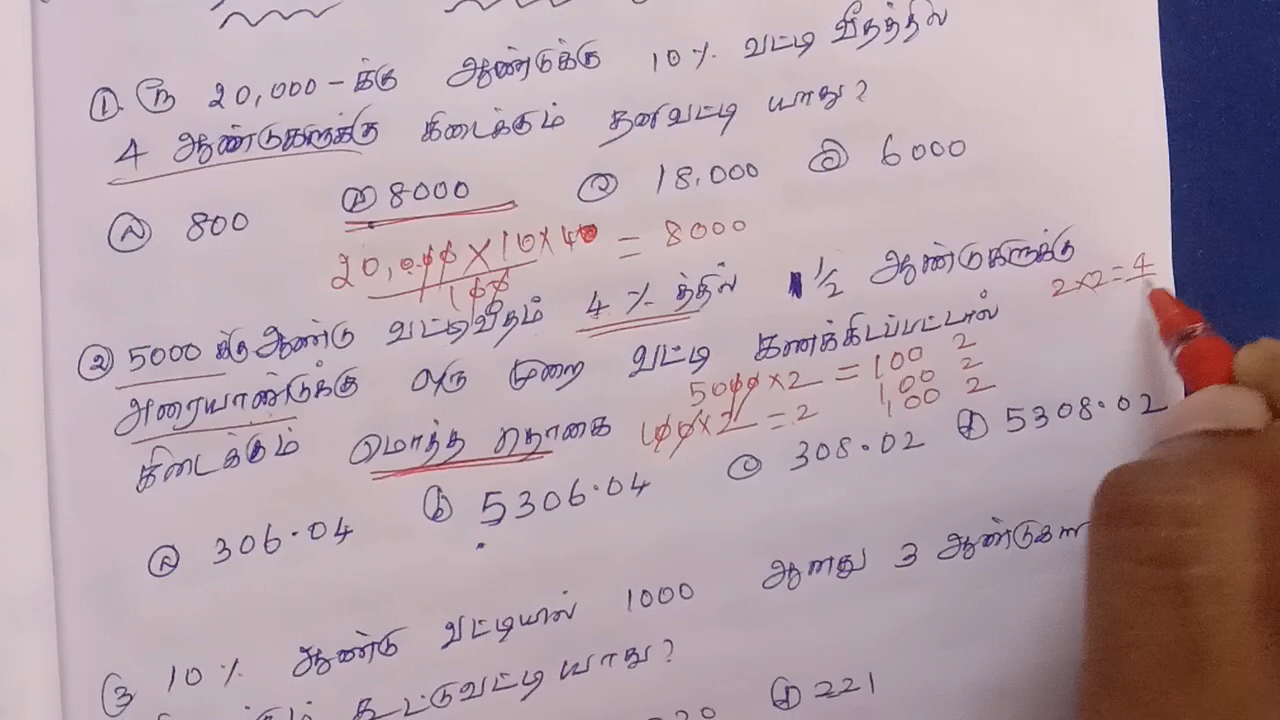 ①. ரூ 20,000-க்கு ஆண்டுக்கு 10% வட்டி வீதத்தில்
4 ஆண்டுகளுக்கு கிடைக்கும் தனிவட்டி யாது?
Ⓐ 800 Ⓑ 8000 Ⓒ 18,000 Ⓓ 6000
20,000 × 10 × 4 = 8000
100
② 5000 க்கு ஆண்டு வட்டிவீதம் 4% த்தில் 1 1/2 ஆண்டுகளுக்கு
2×2=4
அரையாண்டுக்கு ஒரு முறை வட்டி கணக்கிடப்பட்டால்
5000×2 = 100 2
100×2 = 2 100 2
100 2
கிடைக்கும் மொத்த தொகை
306.04 5306.04 308.02 5308.02
③ 10% ஆண்டு வட்டியில் 1000 ஆனது 3
கூட்டுவட்டி யாது?
221